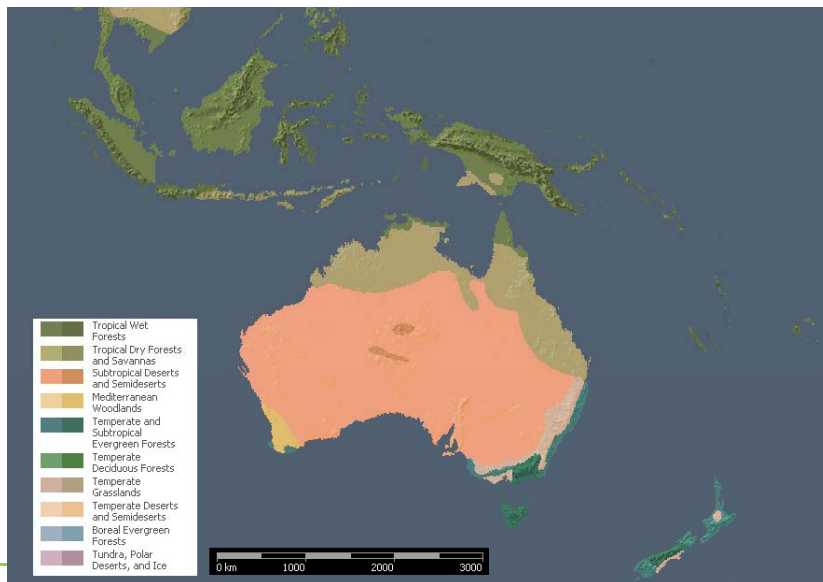 Tropical Wet
Forests
Tropical Dry Forests
and Savannas
Subtropical Deserts
and Semideserts
Mediterranean
Woodlands
Temperate and
Subtropical
Evergreen Forests
Temperate
Deciduous Forests
Temperate
Grasslands
Temperate Deserts
and Semideserts
Boreal Evergreen
Forests
Tundra, Polar
Deserts, and Ice
0 km 1000 2000 3000